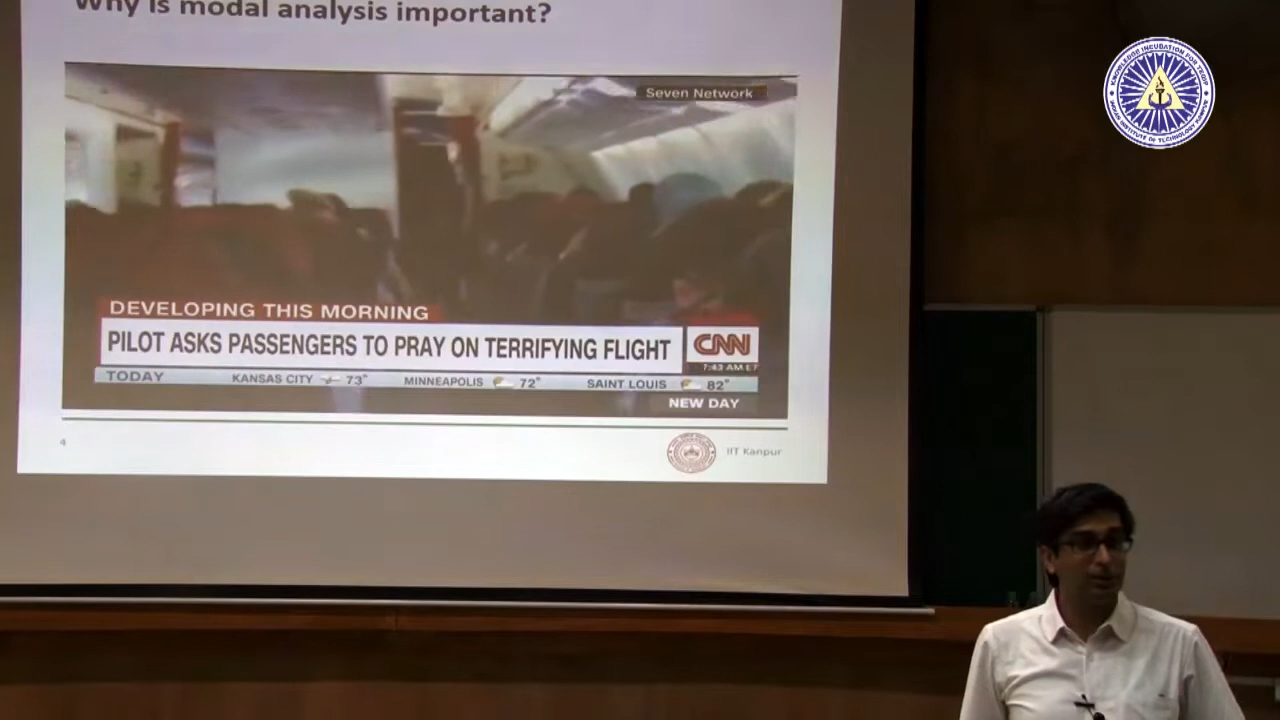 Why is modal analysis important?
Seven Network
DEVELOPING THIS MORNING
PILOT ASKS PASSENGERS TO PRAY ON TERRIFYING FLIGHT
CNN
7:43 AM ET
TODAY KANSAS CITY 73° MINNEAPOLIS 72° SAINT LOUIS 82°
NEW DAY
4
IIT Kanpur